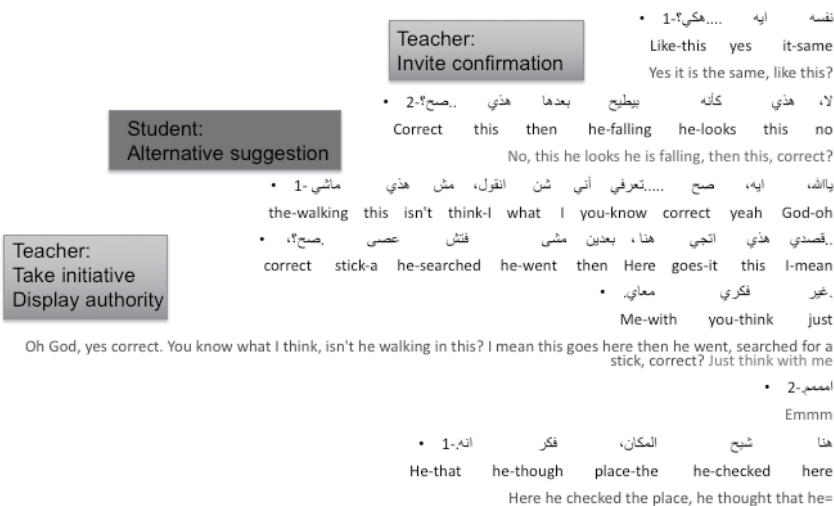 نفسه ايه ....هكي؟-1 •
Like-this yes it-same
Yes it is the same, like this?
Teacher:
Invite confirmation
لا، هذي كأنه بيطيح بعدها هذي ..صح؟-2 •
Correct this then he-falling he-looks this no
No, this he looks he is falling, then this, correct?
Student:
Alternative suggestion
ياالله، ايه، صح .....تعرفي أني شن انقول، مش هذي ماشي -1 •
the-walking this isn't think-I what I you-know correct yeah God-oh
..قصدي هذي اتجي هنا ، بعدين مشى فتش عصى .صح؟، •
correct stick-a he-searched he-went then Here goes-it this I-mean
Teacher:
Take initiative
Display authority
.غير فكري معاي. •
Me-with you-think just
Oh God, yes correct. You know what I think, isn't he walking in this? I mean this goes here then he went, searched for a
stick, correct? Just think with me
اممم.-2 •
Emmm
هنا شبح المكان، فكر انه.-1 •
He-that he-though place-the he-checked here
Here he checked the place, he thought that he=